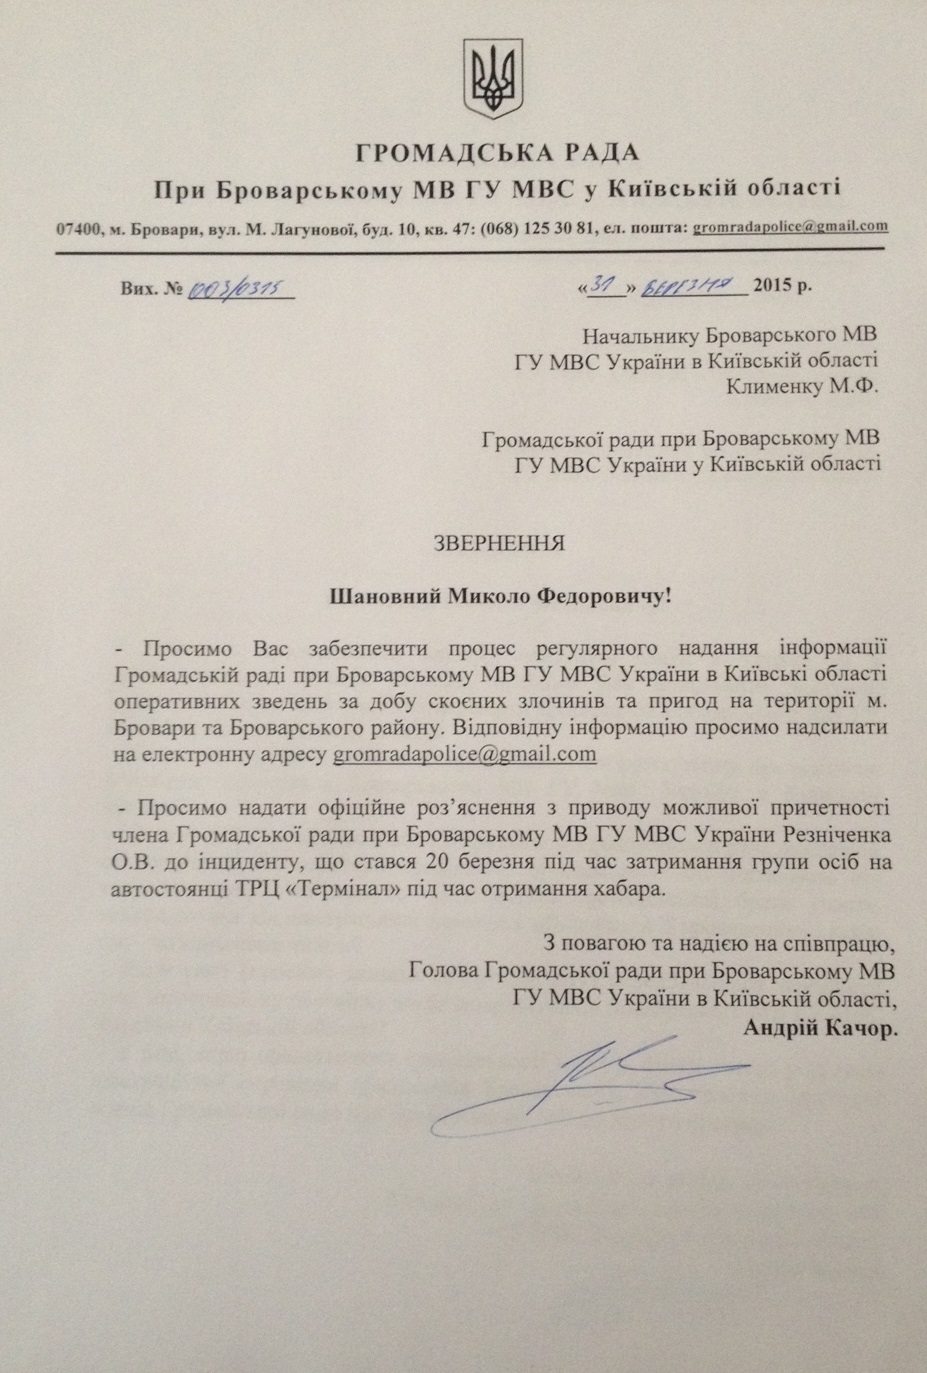 ГРОМАДСЬКА РАДА
При Броварському МВ ГУ МВС у Київській області
07400, м. Бровари, вул. М. Лагунової, буд. 10, кв. 47: (068) 125 30 81, ел. пошта: gromradapolice@gmail.com
Вих. № 003/0315 «31» БЕРЕЗНЯ 2015 р.
Начальнику Броварського МВ
ГУ МВС України в Київській області
Клименку М.Ф.
Громадської ради при Броварському МВ
ГУ МВС України у Київській області
ЗВЕРНЕННЯ
Шановний Миколо Федоровичу!
- Просимо Вас забезпечити процес регулярного надання інформації
Громадській раді при Броварському МВ ГУ МВС України в Київські області
оперативних зведень за добу скоєних злочинів та пригод на території м.
Бровари та Броварського району. Відповідну інформацію просимо надсилати
на електронну адресу gromradapolice@gmail.com
- Просимо надати офіційне роз’яснення з приводу можливої причетності
члена Громадської ради при Броварському МВ ГУ МВС України Резніченка
О.В. до інциденту, що стався 20 березня під час затримання групи осіб на
автостоянці ТРЦ «Термінал» під час отримання хабара.
З повагою та надією на співпрацю,
Голова Громадської ради при Броварському МВ
ГУ МВС України в Київській області,
Андрій Качор.